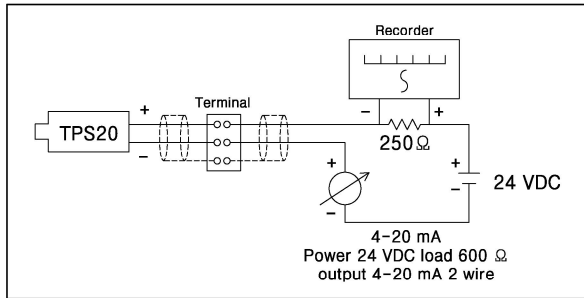 Recorder
− +
250 Ω
Terminal
+
TPS20
−
+
−
+
−
24 VDC
4-20 mA
Power 24 VDC load 600 Ω
output 4-20 mA 2 wire